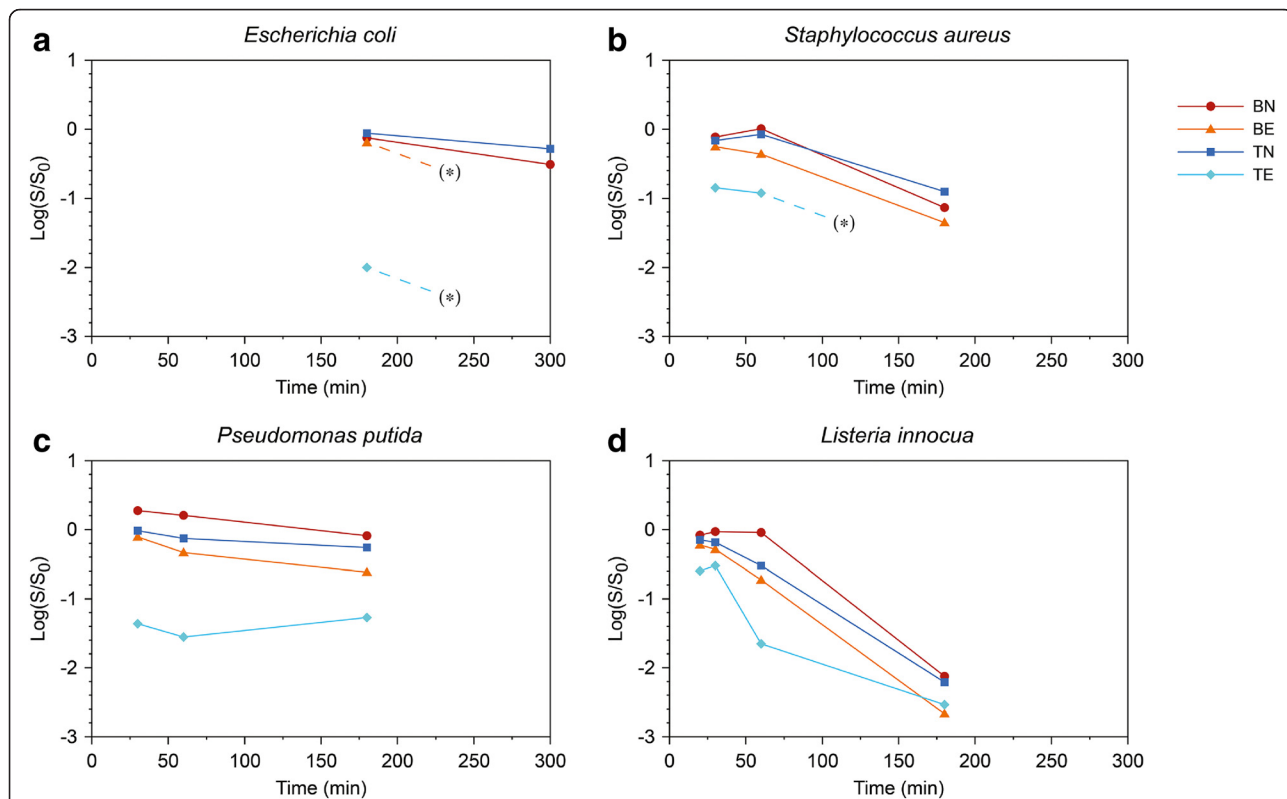 a Escherichia coli
1
0
-1
-2
-3
Log(S/S0)
(*)
(*)
0 50 100 150 200 250 300
Time (min)
b Staphylococcus aureus
1
0
-1
-2
-3
Log(S/S0)
(*)
0 50 100 150 200 250 300
Time (min)
BN
BE
TN
TE
c Pseudomonas putida
1
0
-1
-2
-3
Log(S/S0)
0 50 100 150 200 250 300
Time (min)
d Listeria innocua
1
0
-1
-2
-3
Log(S/S0)
0 50 100 150 200 250 300
Time (min)